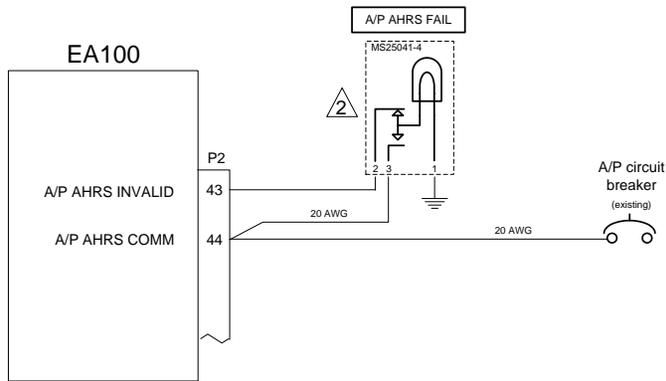 A/P AHRS FAIL
EA100
MS25041-4
2
P2
2 3 1
A/P circuit
breaker
(existing)
A/P AHRS INVALID 43
20 AWG
A/P AHRS COMM 44
20 AWG